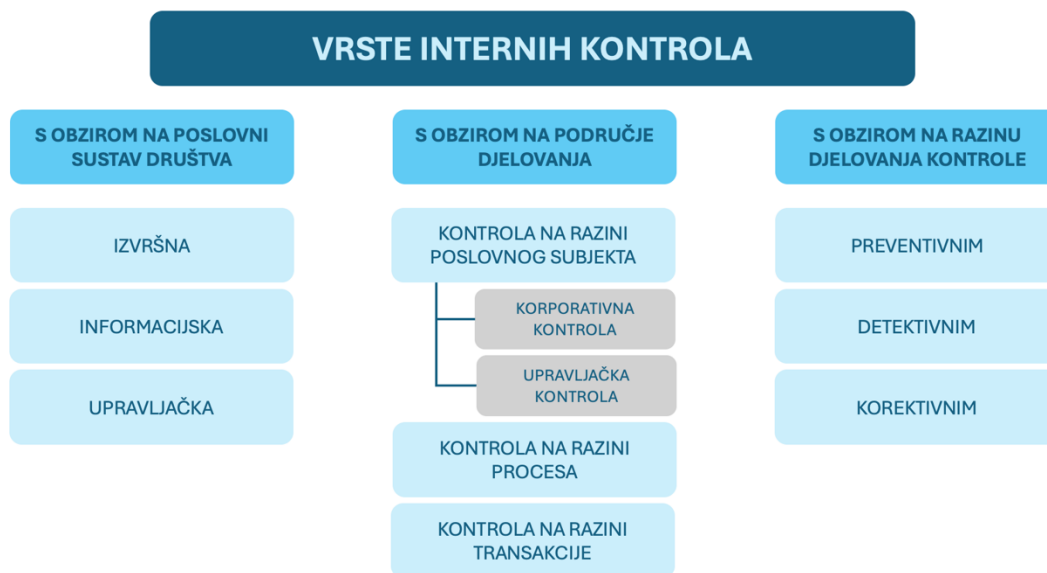 VRSTE INTERNIH KONTROLA
S OBZIROM NA POSLOVNI
SUSTAV DRUŠTVA
IZVRŠNA
INFORMACIJSKA
UPRAVLJAČKA
S OBZIROM NA PODRUČJE
DJELOVANJA
KONTROLA NA RAZINI
POSLOVNOG SUBJEKTA
KORPORATIVNA
KONTROLA
UPRAVLJAČKA
KONTROLA
KONTROLA NA RAZINI
PROCESA
KONTROLA NA RAZINI
TRANSAKCIJE
S OBZIROM NA RAZINU
DJELOVANJA KONTROLE
PREVENTIVNIM
DETEKTIVNIM
KOREKTIVNIM